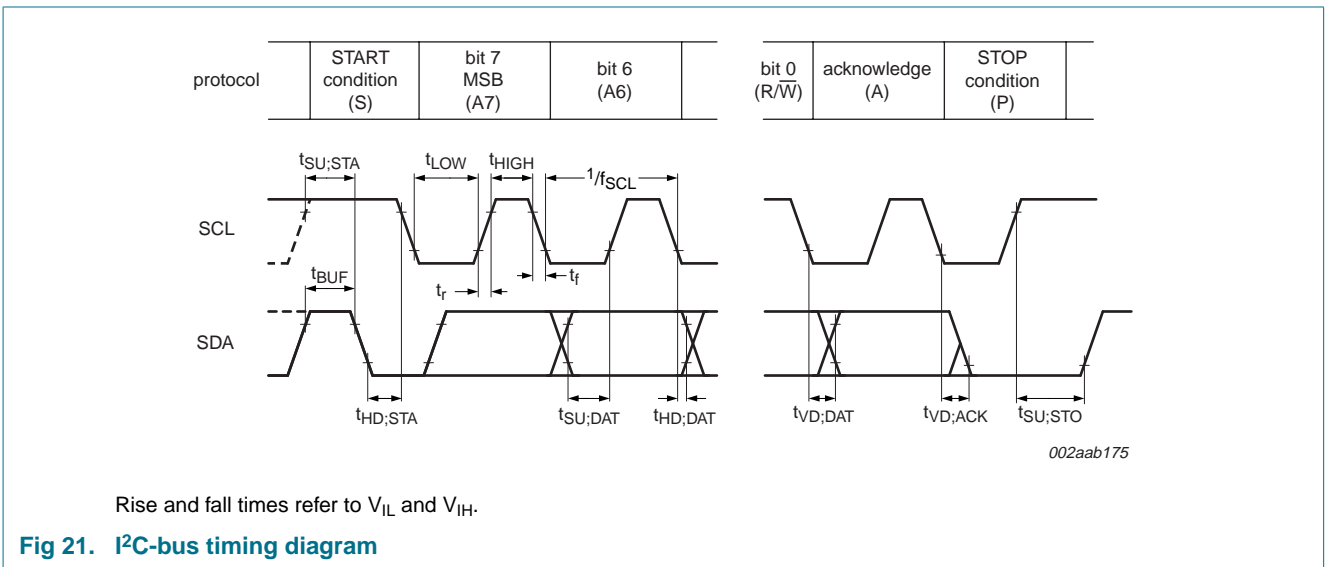 protocol
START
condition
(S)
bit 7
MSB
(A7)
bit 6
(A6)
bit 0
(R/W̅)
acknowledge
(A)
STOP
condition
(P)
tSU;STA
tLOW
tHIGH
1/fSCL
SCL
tBUF
tr
tf
SDA
tHD;STA
tSU;DAT
tHD;DAT
tVD;DAT
tVD;ACK
tSU;STO
002aab175
Rise and fall times refer to VIL and VIH.
Fig 21. I²C-bus timing diagram